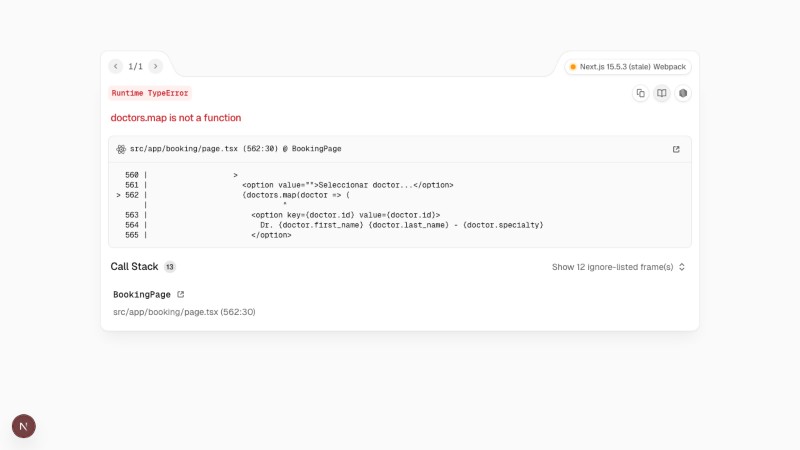 1/1
Next.js 15.5.3 (stale) Webpack
Runtime TypeError
doctors.map is not a function
src/app/booking/page.tsx (562:30) @ BookingPage
560 | >
561 | <option value="">Seleccionar doctor...</option>
> 562 | {doctors.map(doctor => (
| ^
563 | <option key={doctor.id} value={doctor.id}>
564 | Dr. {doctor.first_name} {doctor.last_name} - {doctor.specialty}
565 | </option>
Call Stack 13
Show 12 ignore-listed frame(s)
BookingPage
src/app/booking/page.tsx (562:30)
N